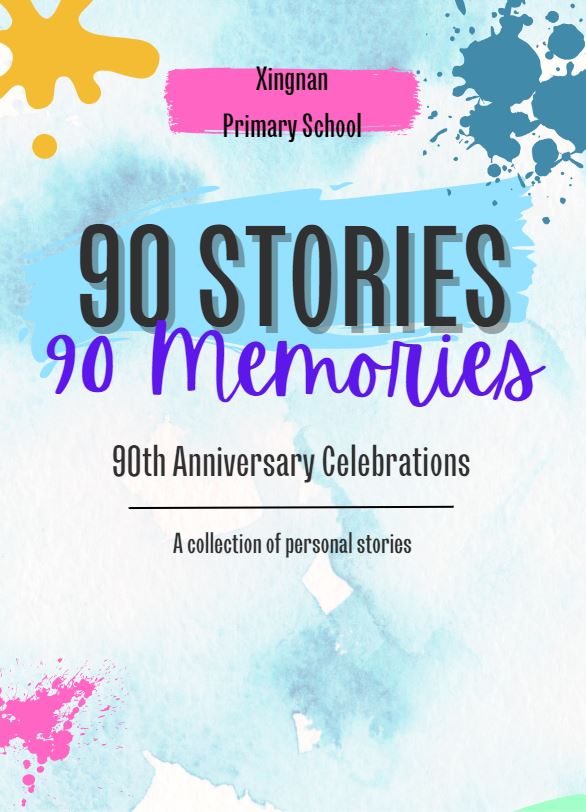 Xingnan
Primary School
90 STORIES
90 Memories
90th Anniversary Celebrations
A collection of personal stories